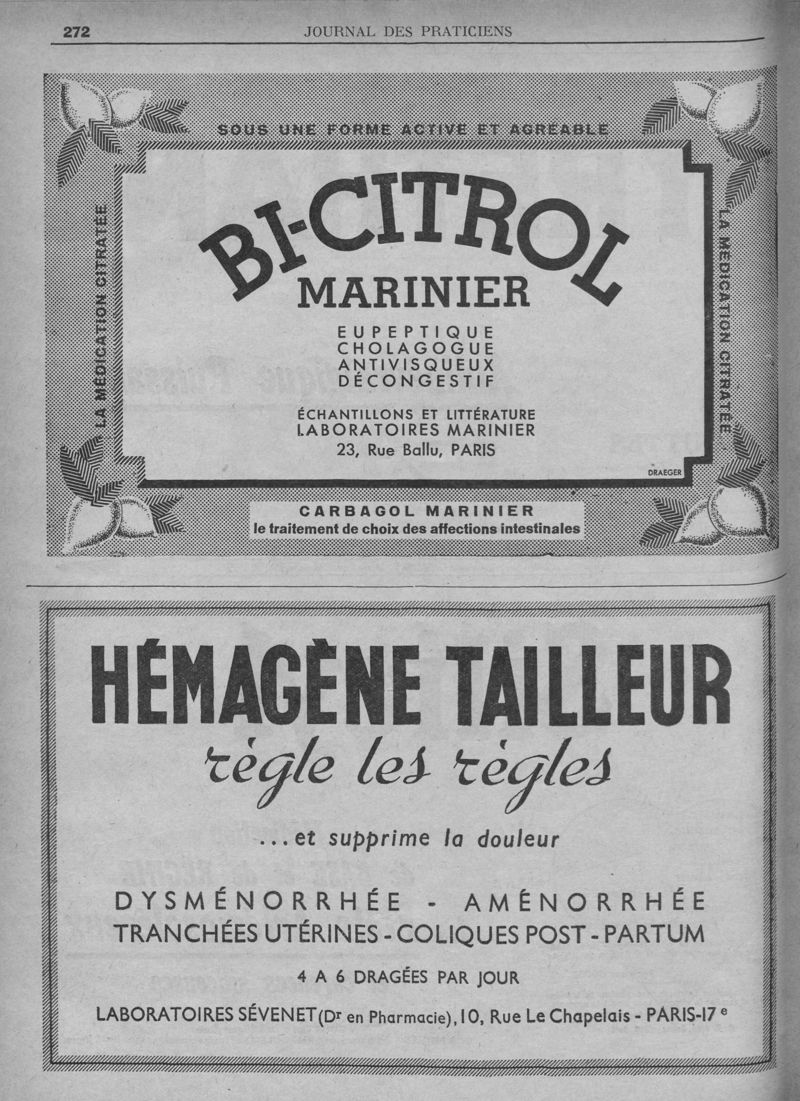 272
JOURNAL DES PRATICIENS
SOUS UNE FORME ACTIVE ET AGRÉABLE
LA MÉDICATION CITRATÉE
BI-CITROL
MARINIER
EUPEPTIQUE
CHOLAGOGUE
ANTIVISQUEUX
DÉCONGESTIF
ÉCHANTILLONS ET LITTÉRATURE
LABORATOIRES MARINIER
23, Rue Ballu, PARIS
DRAEGER
LA MÉDICATION CITRATÉE
CARBAGOL MARINIER
le traitement de choix des affections intestinales
HÉMAGÈNE TAILLEUR
règle les règles
...et supprime la douleur
DYSMÉNORRHÉE - AMÉNORRHÉE
TRANCHÉES UTÉRINES - COLIQUES POST - PARTUM
4 A 6 DRAGÉES PAR JOUR
LABORATOIRES SÉVENET (Dr en Pharmacie), 10, Rue Le Chapelais - PARIS-17e